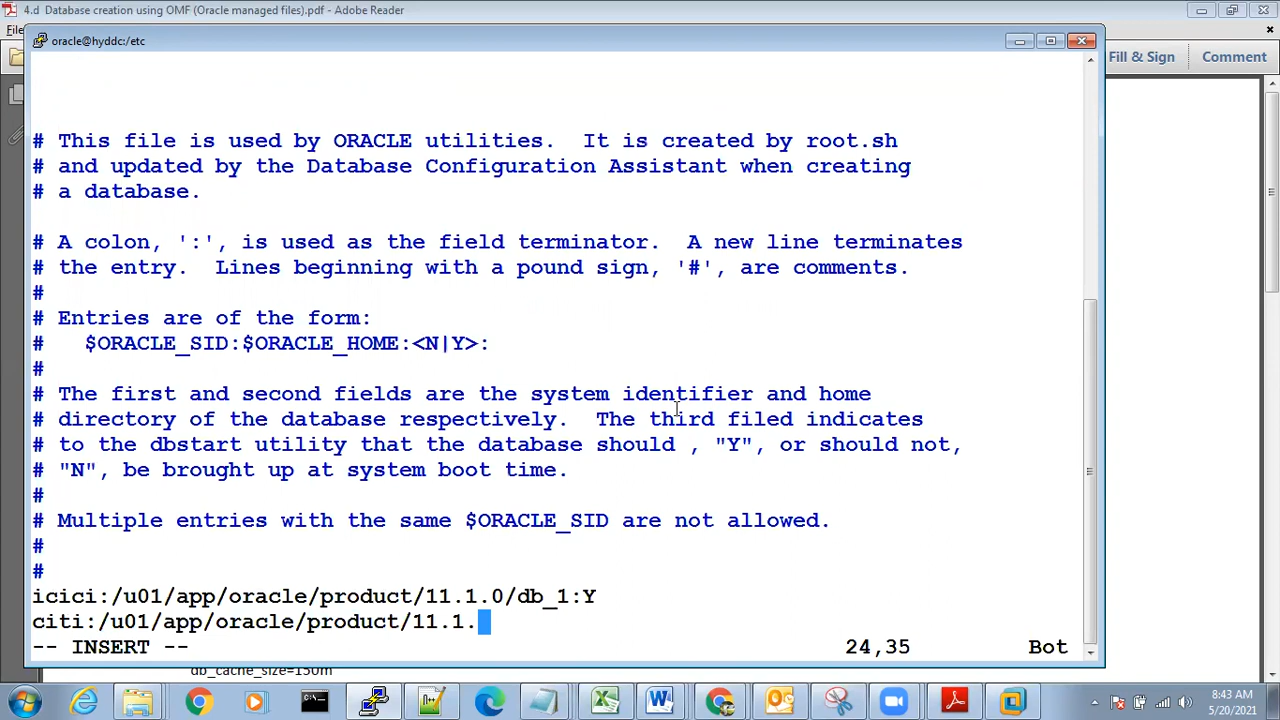 4.d Database creation using OMF (Oracle managed files).pdf - Adobe Reader
File
oracle@hyddc:/etc
Fill & Sign
Comment
# This file is used by ORACLE utilities.  It is created by root.sh
# and updated by the Database Configuration Assistant when creating
# a database.
# A colon, ':', is used as the field terminator.  A new line terminates
# the entry.  Lines beginning with a pound sign, '#', are comments.
#
# Entries are of the form:
#   $ORACLE_SID:$ORACLE_HOME:<N|Y>:
#
# The first and second fields are the system identifier and home
# directory of the database respectively.  The third filed indicates
# to the dbstart utility that the database should , "Y", or should not,
# "N", be brought up at system boot time.
#
# Multiple entries with the same $ORACLE_SID are not allowed.
#
#
icici:/u01/app/oracle/product/11.1.0/db_1:Y
citi:/u01/app/oracle/product/11.1.
-- INSERT --
24,35
Bot
db_cache_size=150m
8:43 AM
5/20/2021